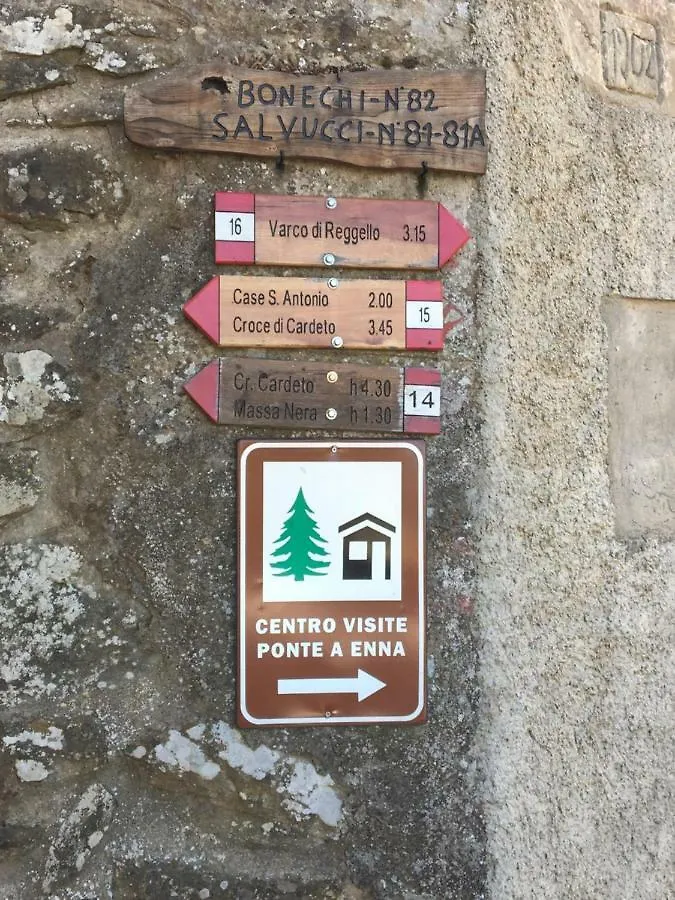 BONECHI-N°82
SALVUCCI-N°81-81A
1902
16 Varco di Reggello 3.15
Case S. Antonio 2.00
Croce di Cardeto 3.45
15
Cr. Cardeto h 4.30
Massa Nera h 1.30
14
CENTRO VISITE
PONTE A ENNA